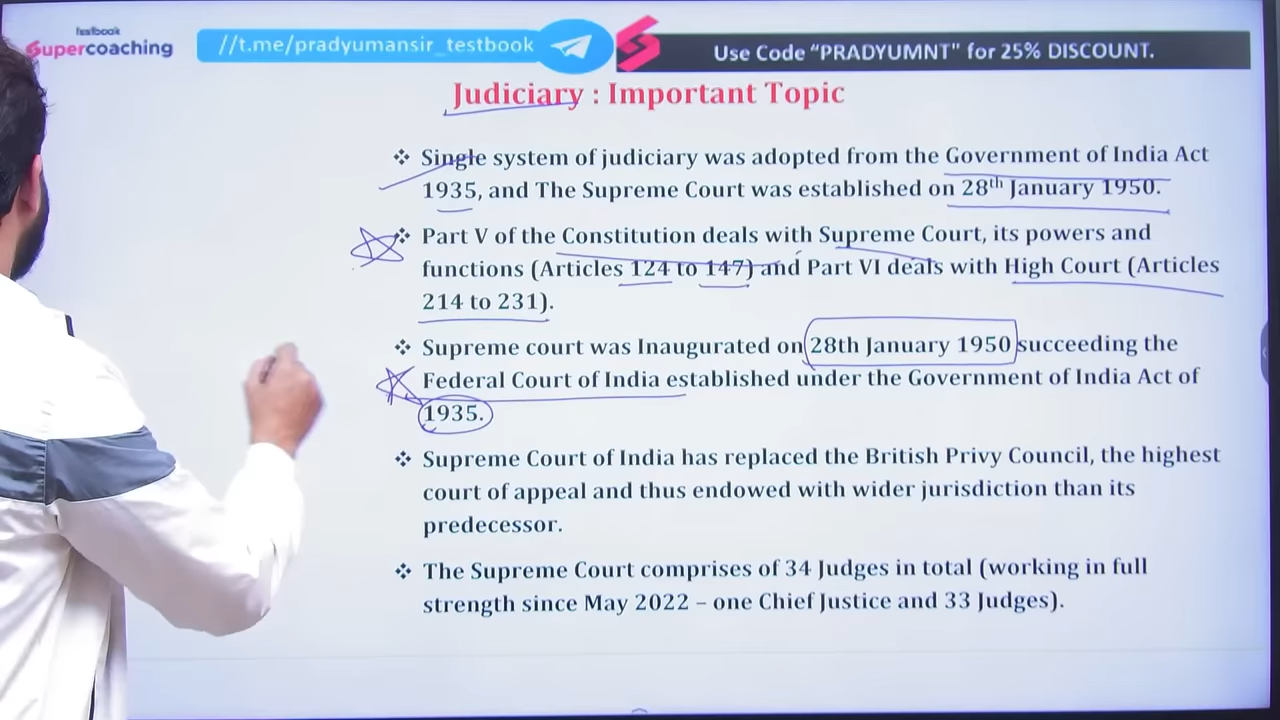 testbook
Supercoaching
//t.me/pradyumansir_testbook
Use Code “PRADYUMNT" for 25% DISCOUNT.
Judiciary : Important Topic
❖ Single system of judiciary was adopted from the Government of India Act
1935, and The Supreme Court was established on 28th January 1950.
❖ Part V of the Constitution deals with Supreme Court, its powers and
functions (Articles 124 to 147) and Part VI deals with High Court (Articles
214 to 231).
❖ Supreme court was Inaugurated on 28th January 1950 succeeding the
Federal Court of India established under the Government of India Act of
1935.
❖ Supreme Court of India has replaced the British Privy Council, the highest
court of appeal and thus endowed with wider jurisdiction than its
predecessor.
❖ The Supreme Court comprises of 34 Judges in total (working in full
strength since May 2022 – one Chief Justice and 33 Judges).